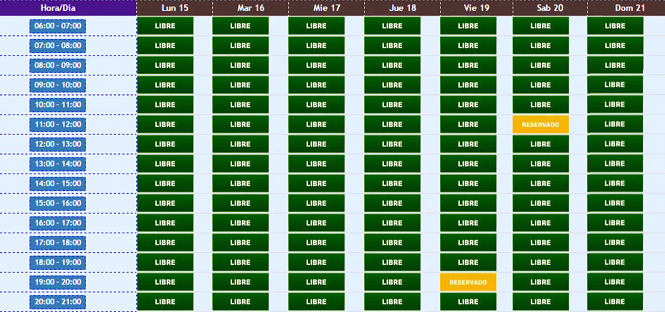 Hora/Dia Lun 15 Mar 16 Mie 17 Jue 18 Vie 19 Sab 20 Dom 21
06:00 - 07:00 LIBRE LIBRE LIBRE LIBRE LIBRE LIBRE LIBRE
07:00 - 08:00 LIBRE LIBRE LIBRE LIBRE LIBRE LIBRE LIBRE
08:00 - 09:00 LIBRE LIBRE LIBRE LIBRE LIBRE LIBRE LIBRE
09:00 - 10:00 LIBRE LIBRE LIBRE LIBRE LIBRE LIBRE LIBRE
10:00 - 11:00 LIBRE LIBRE LIBRE LIBRE LIBRE LIBRE LIBRE
11:00 - 12:00 LIBRE LIBRE LIBRE LIBRE LIBRE RESERVADO LIBRE
12:00 - 13:00 LIBRE LIBRE LIBRE LIBRE LIBRE LIBRE LIBRE
13:00 - 14:00 LIBRE LIBRE LIBRE LIBRE LIBRE LIBRE LIBRE
14:00 - 15:00 LIBRE LIBRE LIBRE LIBRE LIBRE LIBRE LIBRE
15:00 - 16:00 LIBRE LIBRE LIBRE LIBRE LIBRE LIBRE LIBRE
16:00 - 17:00 LIBRE LIBRE LIBRE LIBRE LIBRE LIBRE LIBRE
17:00 - 18:00 LIBRE LIBRE LIBRE LIBRE LIBRE LIBRE LIBRE
18:00 - 19:00 LIBRE LIBRE LIBRE LIBRE LIBRE LIBRE LIBRE
19:00 - 20:00 LIBRE LIBRE LIBRE LIBRE RESERVADO LIBRE LIBRE
20:00 - 21:00 LIBRE LIBRE LIBRE LIBRE LIBRE LIBRE LIBRE